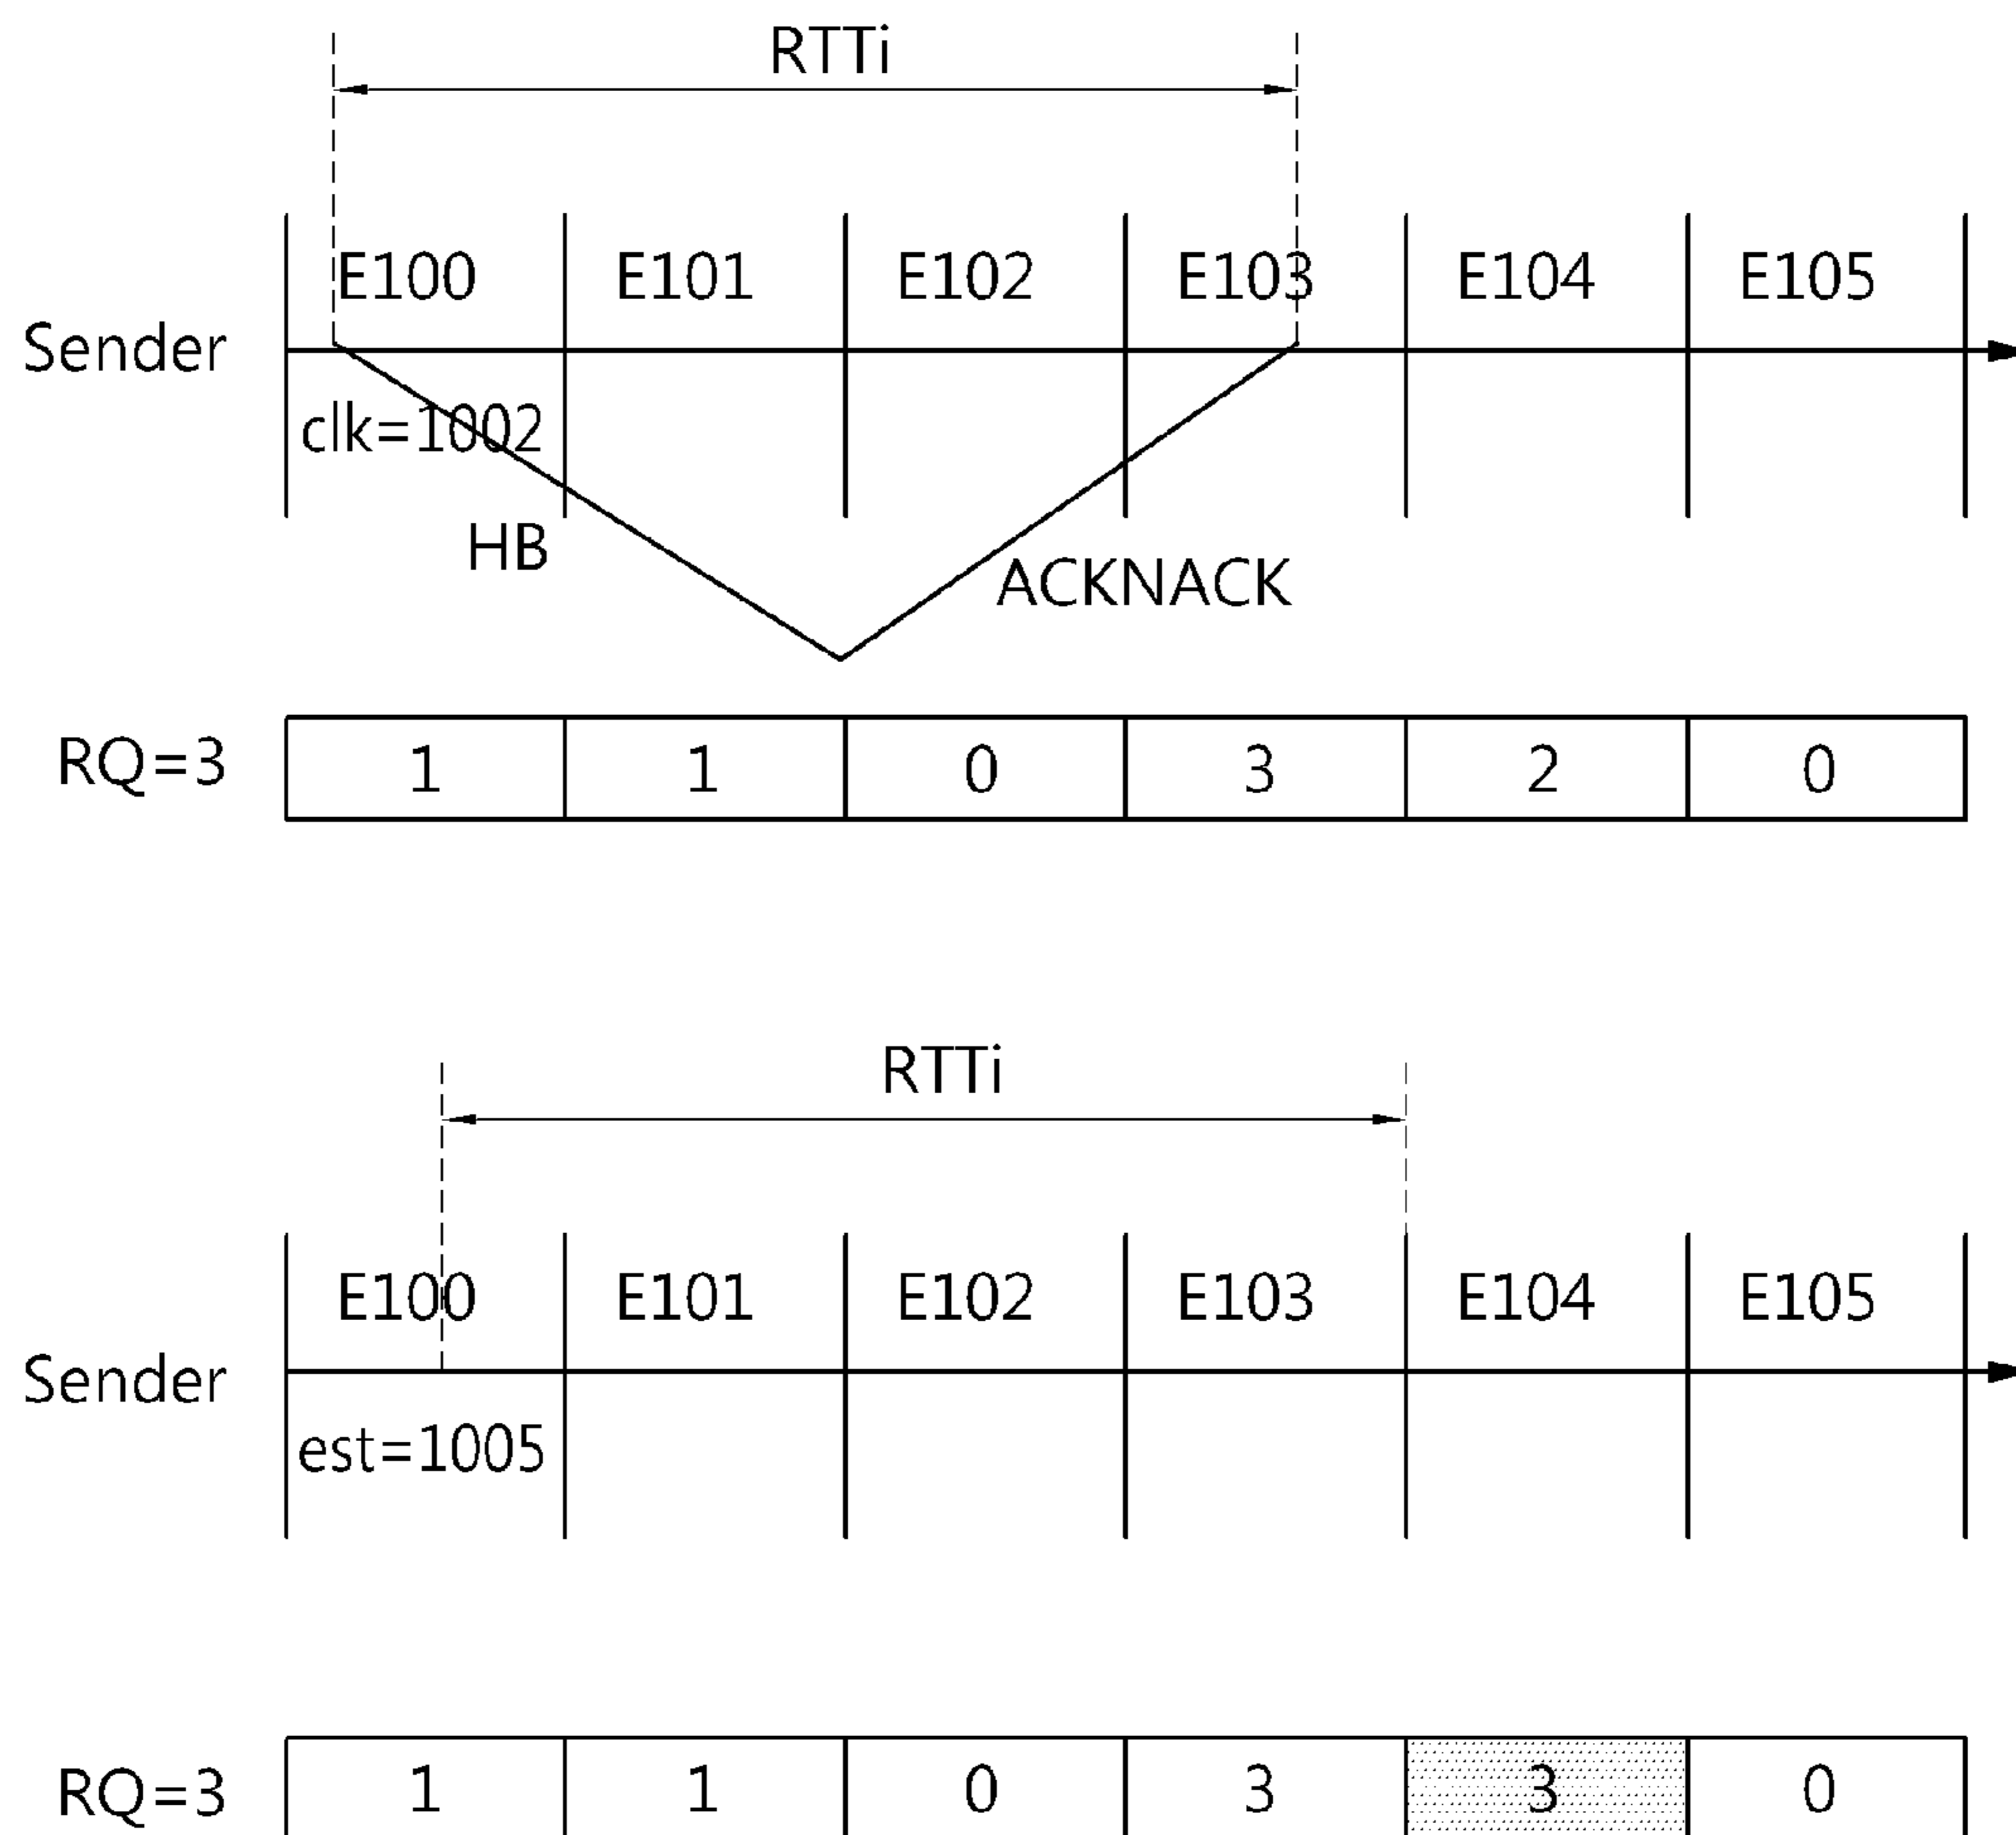 RTTi
E100 E101 E102 E103 E104 E105
Sender
clk=1002
HB
ACKNACK
RQ=3 1 1 0 3 2 0
RTTi
E100 E101 E102 E103 E104 E105
Sender
est=1005
RQ=3 1 1 0 3 3 0